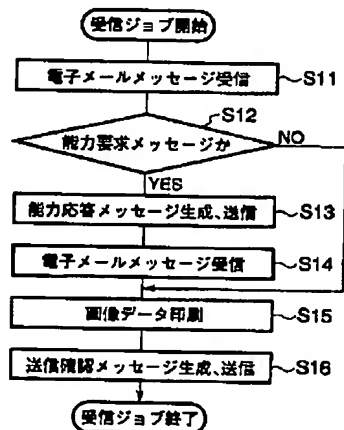 受信ジョブ開始
電子メールメッセージ受信 S11
S12
能力要求メッセージか NO
YES
能力応答メッセージ生成、送信 S13
電子メールメッセージ受信 S14
画像データ印刷 S15
送信確認メッセージ生成、送信 S16
受信ジョブ終了